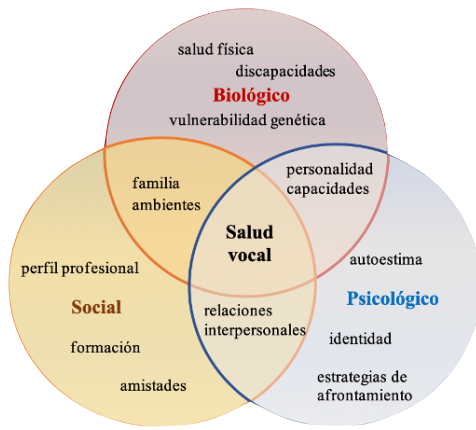 salud física
discapacidades
Biológico
vulnerabilidad genética
familia
ambientes
personalidad
capacidades
Salud
vocal
perfil profesional
Social
formación
amistades
relaciones
interpersonales
autoestima
Psicológico
identidad
estrategias de
afrontamiento